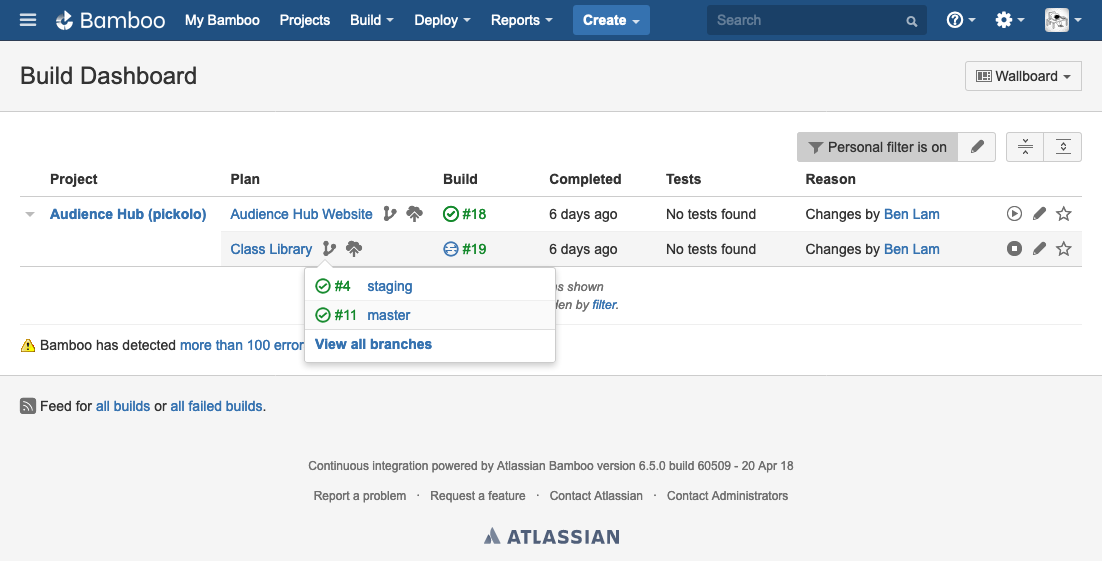 Bamboo My Bamboo Projects Build Deploy Reports Create Search
Build Dashboard
Wallboard
Personal filter is on
Project Plan Build Completed Tests Reason
Audience Hub (pickolo) Audience Hub Website #18 6 days ago No tests found Changes by Ben Lam
Class Library #19 6 days ago No tests found Changes by Ben Lam
#4 staging
#11 master
View all branches
shown
by filter.
Bamboo has detected more than 100 error
Feed for all builds or all failed builds.
Continuous integration powered by Atlassian Bamboo version 6.5.0 build 60509 - 20 Apr 18
Report a problem · Request a feature · Contact Atlassian · Contact Administrators
ATLASSIAN